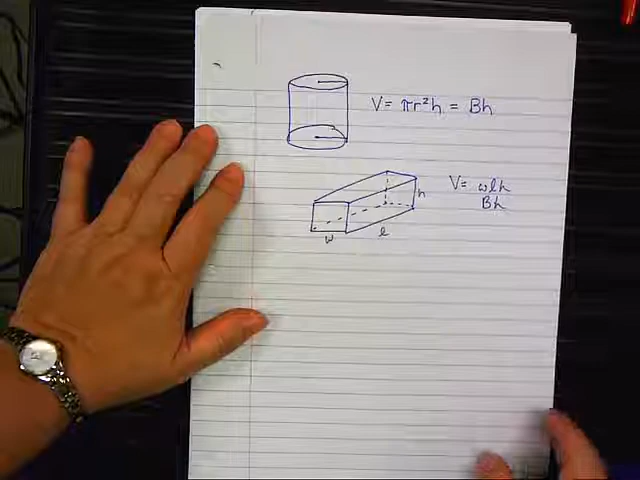 V = πr²h = Bh
V = wlh
Bh
h
w
l